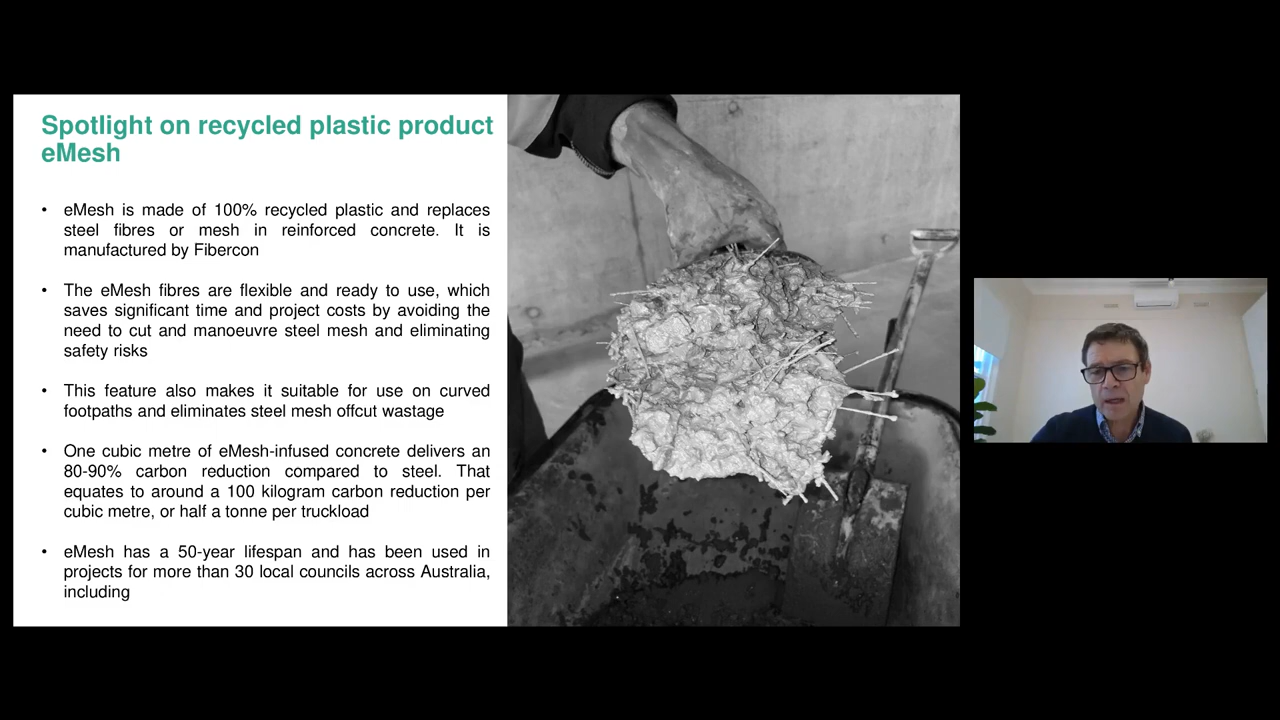 Spotlight on recycled plastic product
eMesh
• eMesh is made of 100% recycled plastic and replaces
steel fibres or mesh in reinforced concrete. It is
manufactured by Fibercon
• The eMesh fibres are flexible and ready to use, which
saves significant time and project costs by avoiding the
need to cut and manoeuvre steel mesh and eliminating
safety risks
• This feature also makes it suitable for use on curved
footpaths and eliminates steel mesh offcut wastage
• One cubic metre of eMesh-infused concrete delivers an
80-90% carbon reduction compared to steel. That
equates to around a 100 kilogram carbon reduction per
cubic metre, or half a tonne per truckload
• eMesh has a 50-year lifespan and has been used in
projects for more than 30 local councils across Australia,
including